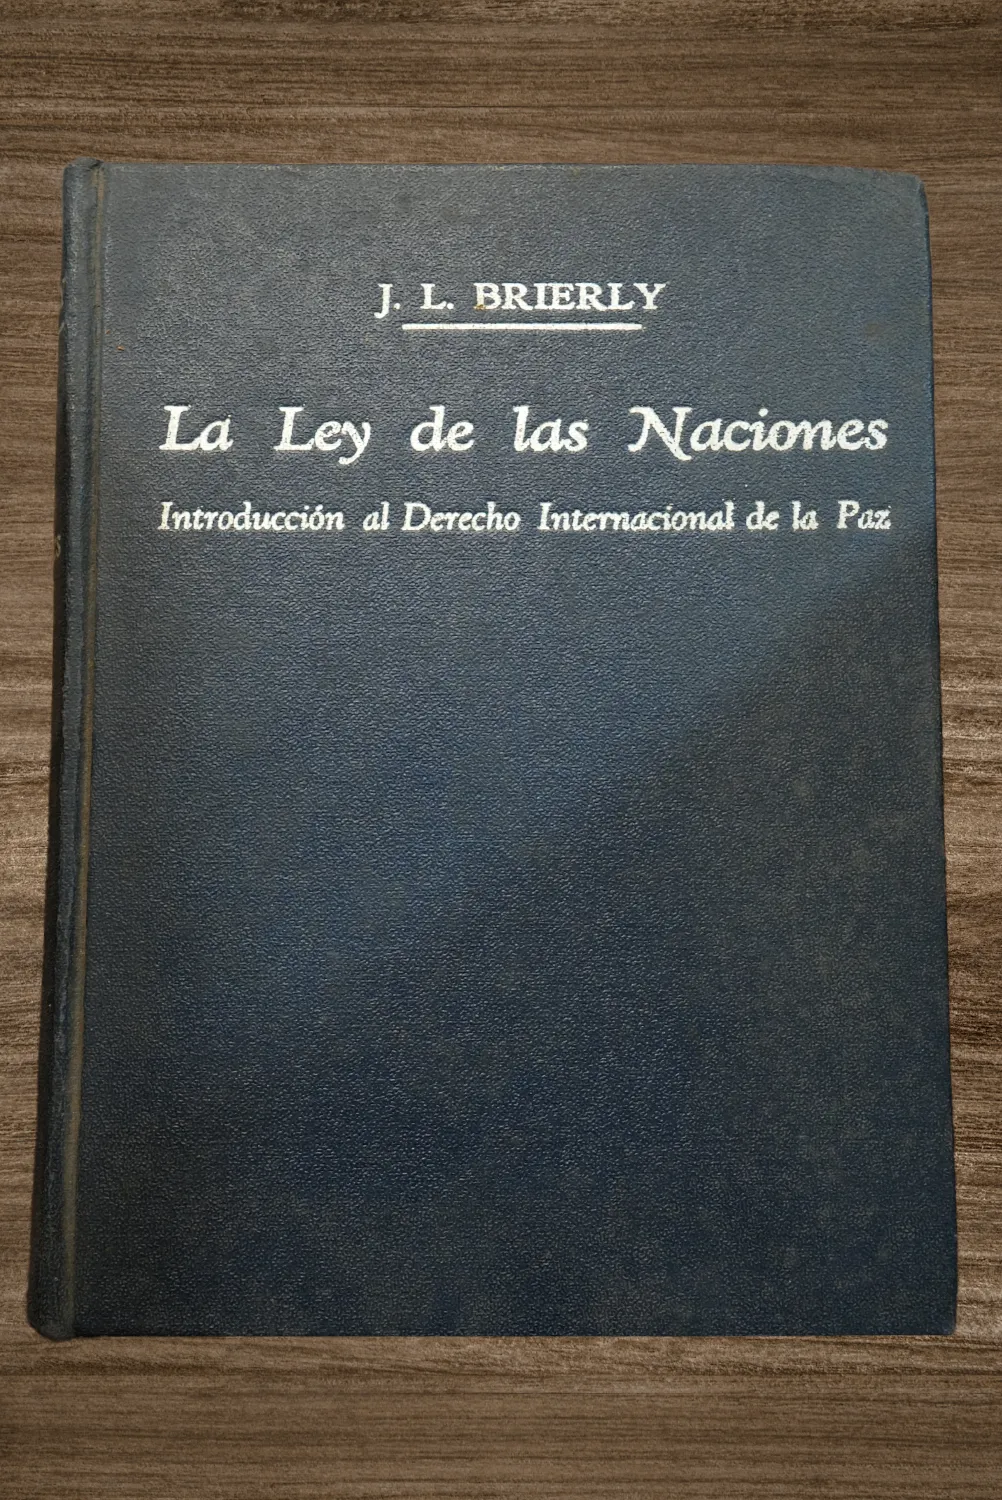 J. L. BRIERLY
La Ley de las Naciones
Introducción al Derecho Internacional de la Paz